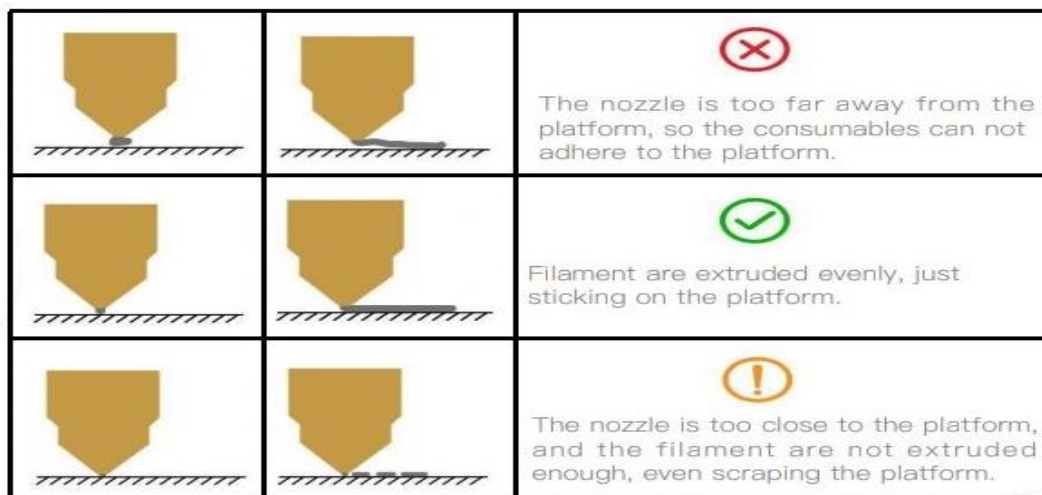 The nozzle is too far away from the
platform, so the consumables can not
adhere to the platform.
Filament are extruded evenly, just
sticking on the platform.
The nozzle is too close to the platform,
and the filament are not extruded
enough, even scraping the platform.